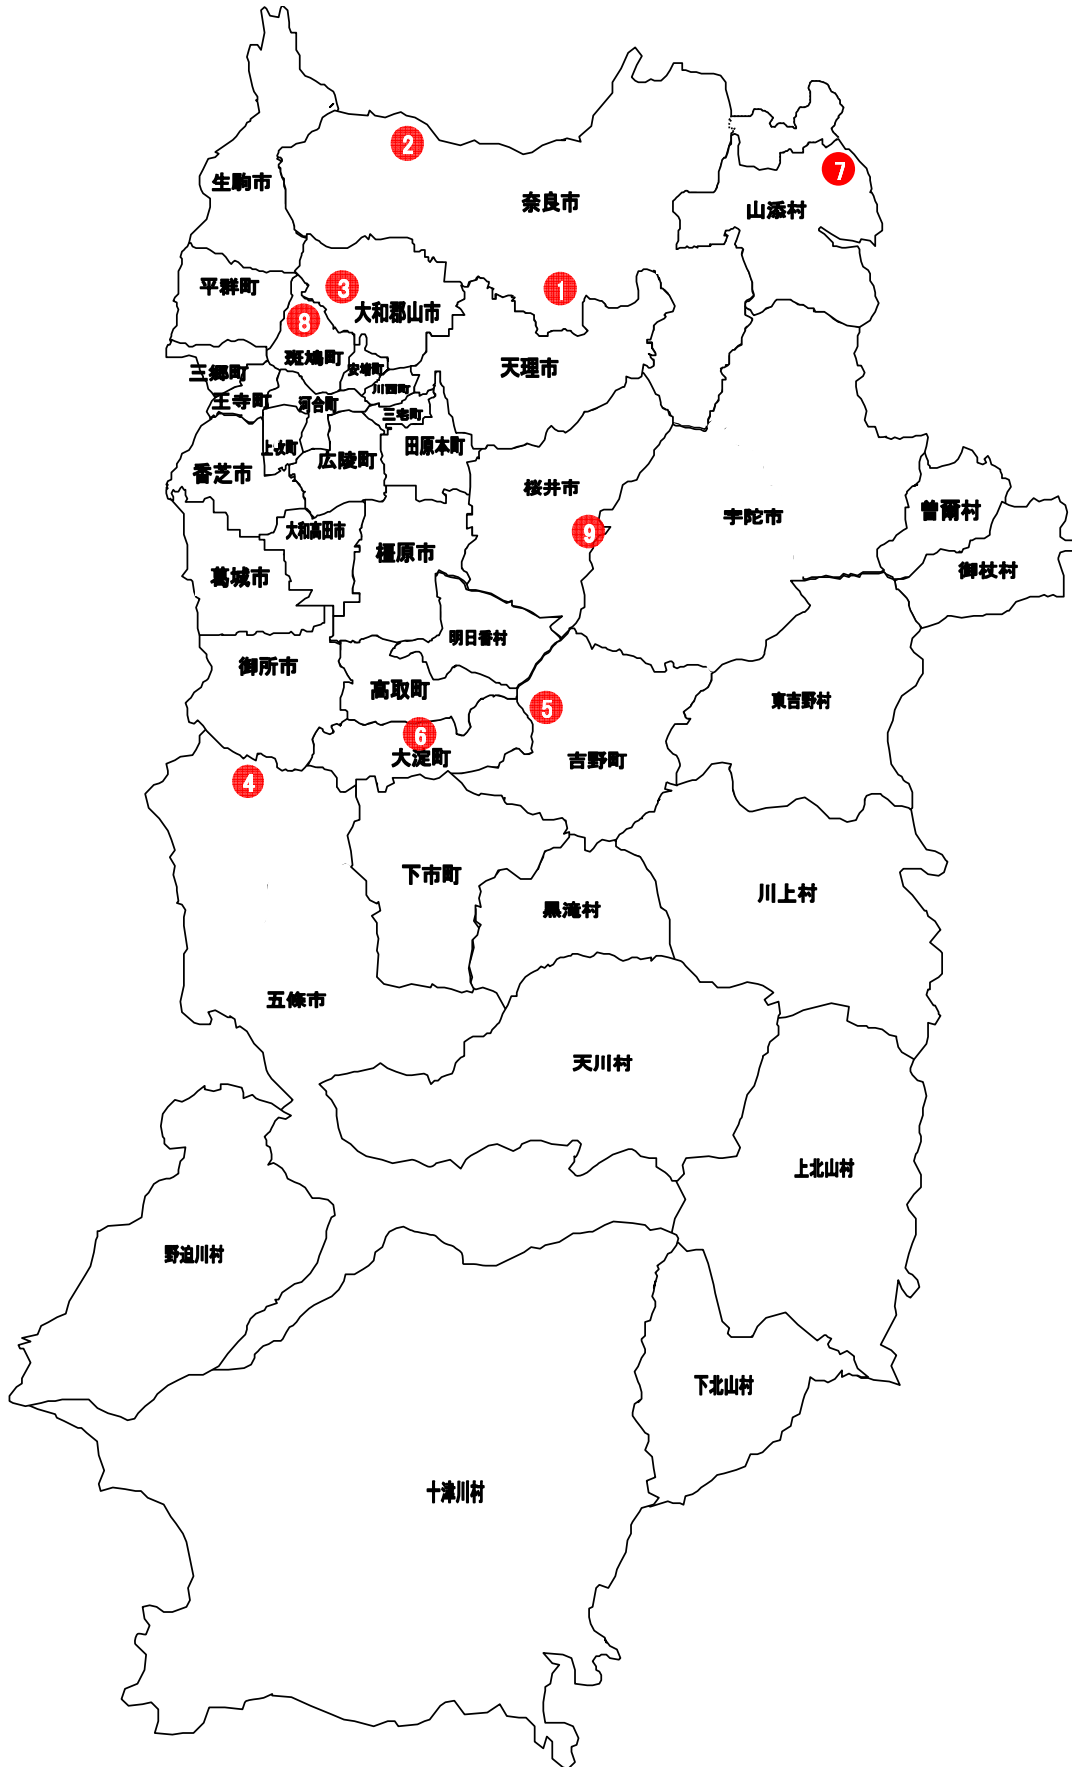 2
7
生駒市
奈良市
山添村
平群町
3
1
大和郡山市
8
斑鳩町
安堵町
天理市
三郷町
川西町
王寺町
河合町
三宅町
上牧町
田原本町
広陵町
香芝市
桜井市
曽爾村
宇陀市
大和高田市
9
橿原市
御杖村
葛城市
明日香村
御所市
高取町
東吉野村
5
6
大淀町
吉野町
4
下市町
川上村
黒滝村
五條市
天川村
上北山村
野迫川村
下北山村
十津川村